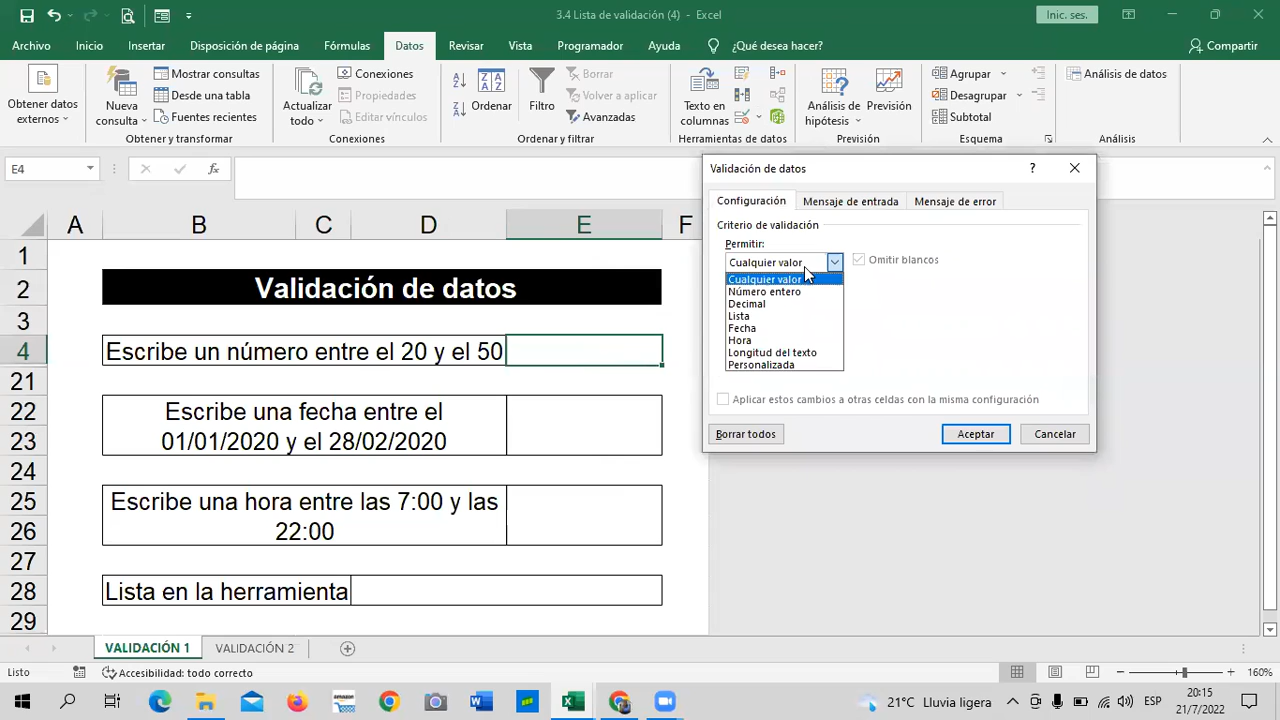 3.4 Lista de validación (4) - Excel
Inic. ses.
Archivo
Inicio
Insertar
Disposición de página
Fórmulas
Datos
Revisar
Vista
Programador
Ayuda
¿Qué desea hacer?
Compartir
Obtener datos
externos
Nueva
consulta
Mostrar consultas
Desde una tabla
Fuentes recientes
Obtener y transformar
Actualizar
todo
Conexiones
Propiedades
Editar vínculos
Conexiones
Ordenar
Filtro
Borrar
Volver a aplicar
Avanzadas
Ordenar y filtrar
Texto en
columnas
Herramientas de datos
Análisis de
hipótesis
Previsión
Previsión
Agrupar
Desagrupar
Subtotal
Esquema
Análisis de datos
Análisis
E4
fx
A B C D E F
1
2 Validación de datos
3
4 Escribe un número entre el 20 y el 50
21
22 Escribe una fecha entre el
23 01/01/2020 y el 28/02/2020
24
25 Escribe una hora entre las 7:00 y las
26 22:00
27
28 Lista en la herramienta
29
Validación de datos
?
Configuración
Mensaje de entrada
Mensaje de error
Criterio de validación
Permitir:
Cualquier valor
Omitir blancos
Cualquier valor
Número entero
Decimal
Lista
Fecha
Hora
Longitud del texto
Personalizada
Aplicar estos cambios a otras celdas con la misma configuración
Borrar todos
Aceptar
Cancelar
VALIDACIÓN 1
VALIDACIÓN 2
Listo
Accesibilidad: todo correcto
160%
21°C Lluvia ligera
ESP
20:15
21/7/2022